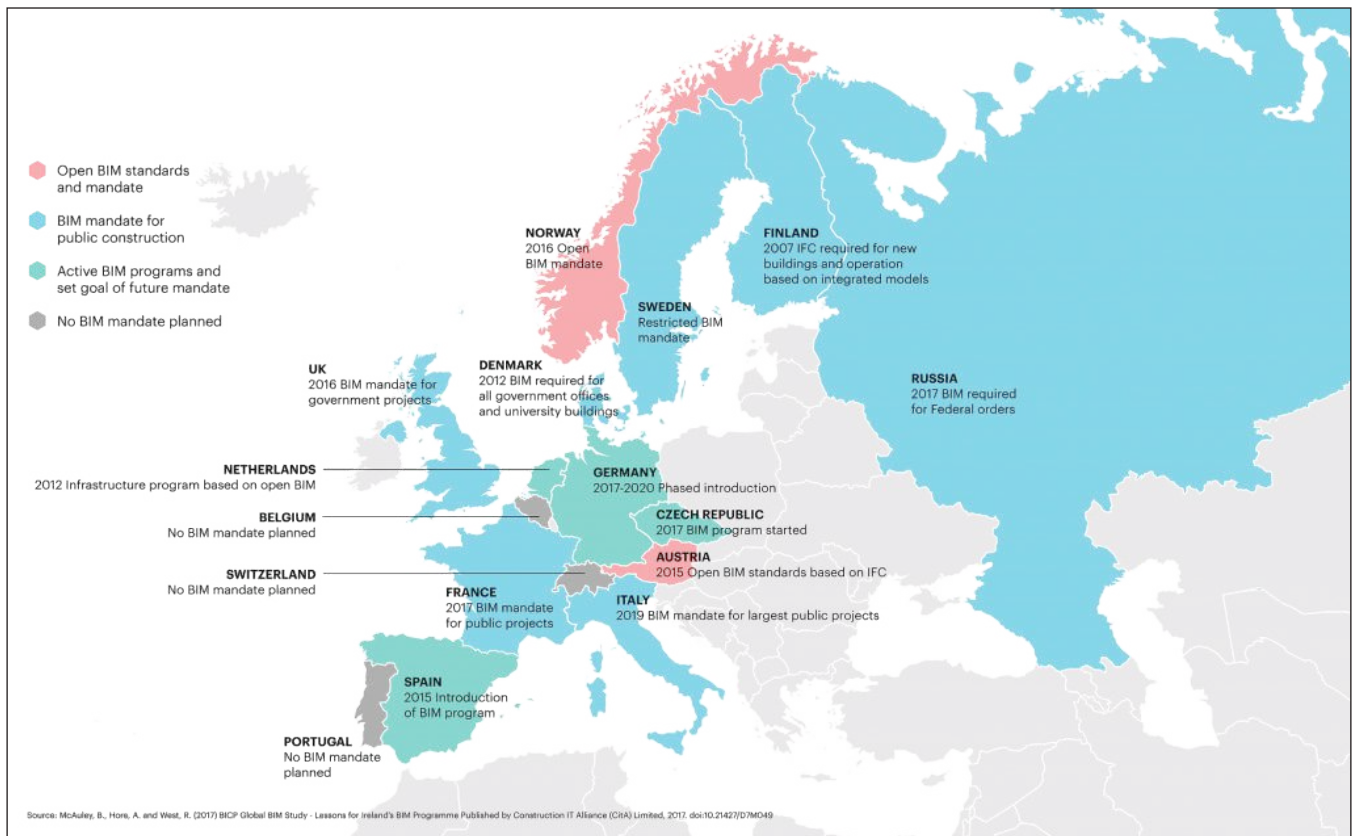 Open BIM standards
and mandate
BIM mandate for
public construction
Active BIM programs and
set goal of future mandate
No BIM mandate planned
NORWAY
2016 Open
BIM mandate
FINLAND
2007 IFC required for new
buildings and operation
based on integrated models
SWEDEN
Restricted BIM
mandate
UK
2016 BIM mandate for
government projects
DENMARK
2012 BIM required for
all government offices
and university buildings
RUSSIA
2017 BIM required
for Federal orders
NETHERLANDS
2012 Infrastructure program based on open BIM
GERMANY
2017-2020 Phased introduction
BELGIUM
No BIM mandate planned
CZECH REPUBLIC
2017 BIM program started
SWITZERLAND
No BIM mandate planned
AUSTRIA
2015 Open BIM standards based on IFC
FRANCE
2017 BIM mandate
for public projects
ITALY
2019 BIM mandate for largest public projects
SPAIN
2015 Introduction
of BIM program
PORTUGAL
No BIM mandate
planned
Source: McAuley, B., Hore, A. and West, R. (2017) BICP Global BIM Study - Lessons for Ireland's BIM Programme Published by Construction IT Alliance (CitA) Limited, 2017. doi:10.21427/D7M049